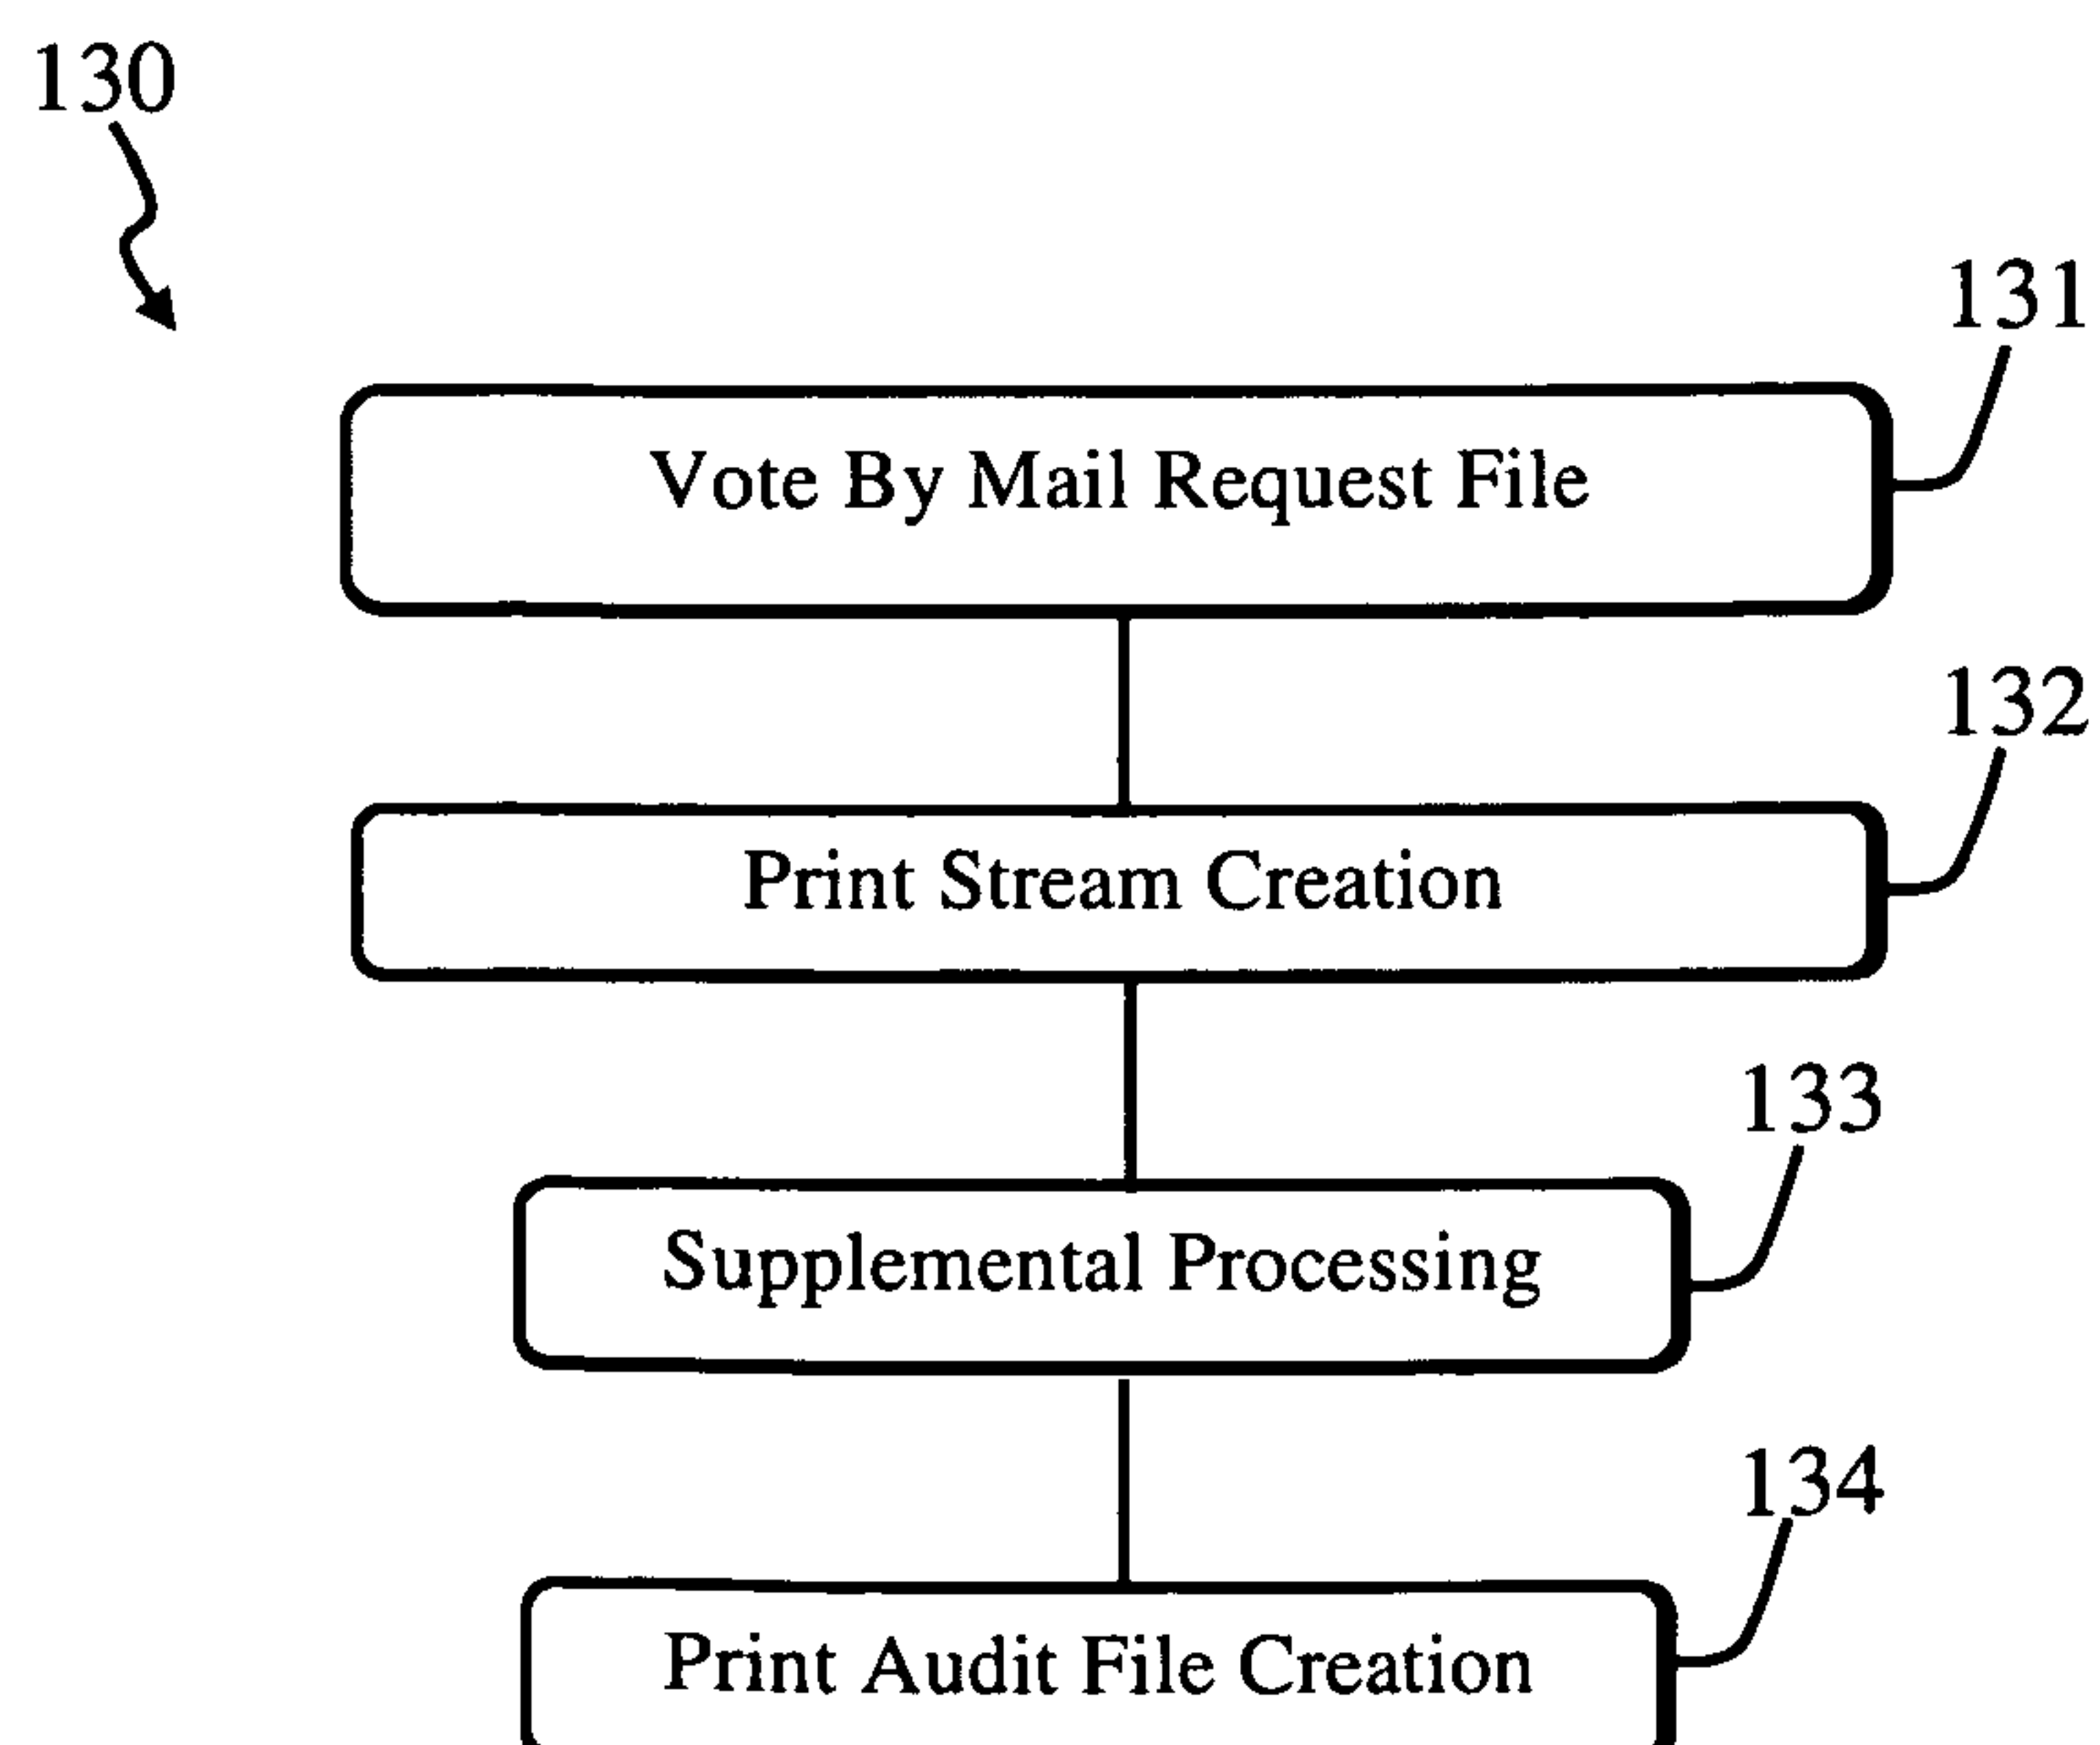 130
131
Vote By Mail Request File
132
Print Stream Creation
133
Supplemental Processing
134
Print Audit File Creation